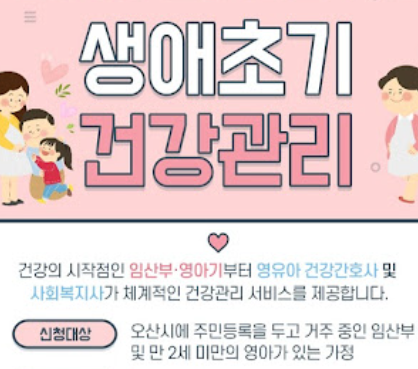 생애초기
건강관리
건강의 시작점인 임산부·영아기부터 영유아 건강간호사 및
사회복지사가 체계적인 건강관리 서비스를 제공합니다.
신청대상
오산시에 주민등록을 두고 거주 중인 임산부
및 만 2세 미만의 영아가 있는 가정